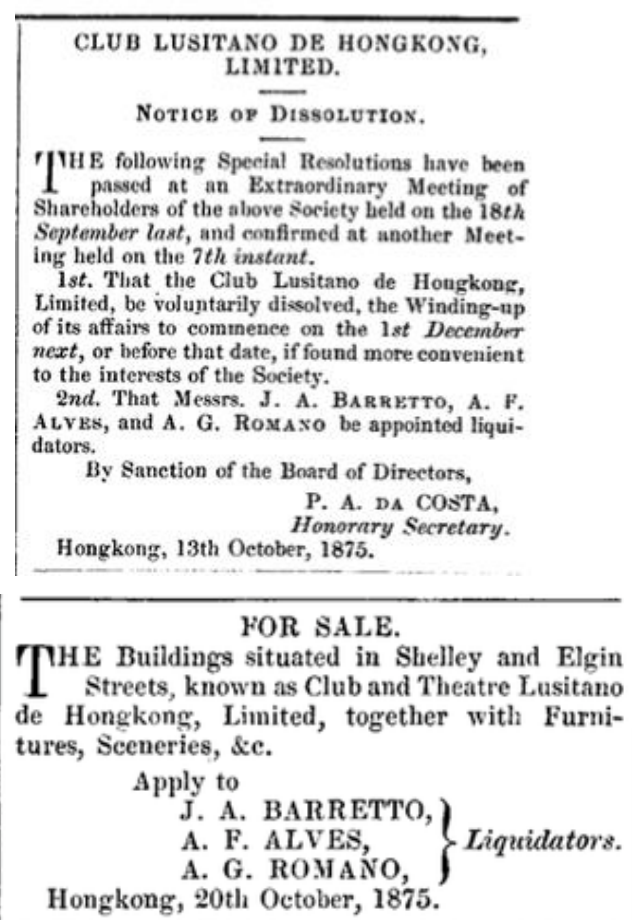 CLUB LUSITANO DE HONGKONG,
LIMITED.
NOTICE OF DISSOLUTION.
THE following Special Resolutions have been
passed at an Extraordinary Meeting of
Shareholders of the above Society held on the 18th
September last, and confirmed at another Meet-
ing held on the 7th instant.
1st. That the Club Lusitano de Hongkong,
Limited, be voluntarily dissolved, the Winding-up
of its affairs to commence on the 1st December
next, or before that date, if found more convenient
to the interests of the Society.
2nd. That Messrs. J. A. BARRETTO, A. F.
ALVES, and A. G. ROMANO be appointed liqui-
dators.
By Sanction of the Board of Directors,
P. A. DA COSTA,
Honorary Secretary.
Hongkong, 13th October, 1875.
FOR SALE.
THE Buildings situated in Shelley and Elgin
Streets, known as Club and Theatre Lusitano
de Hongkong, Limited, together with Furni-
tures, Sceneries, &c.
Apply to
J. A. BARRETTO,
A. F. ALVES,
A. G. ROMANO,
Liquidators.
Hongkong, 20th October, 1875.